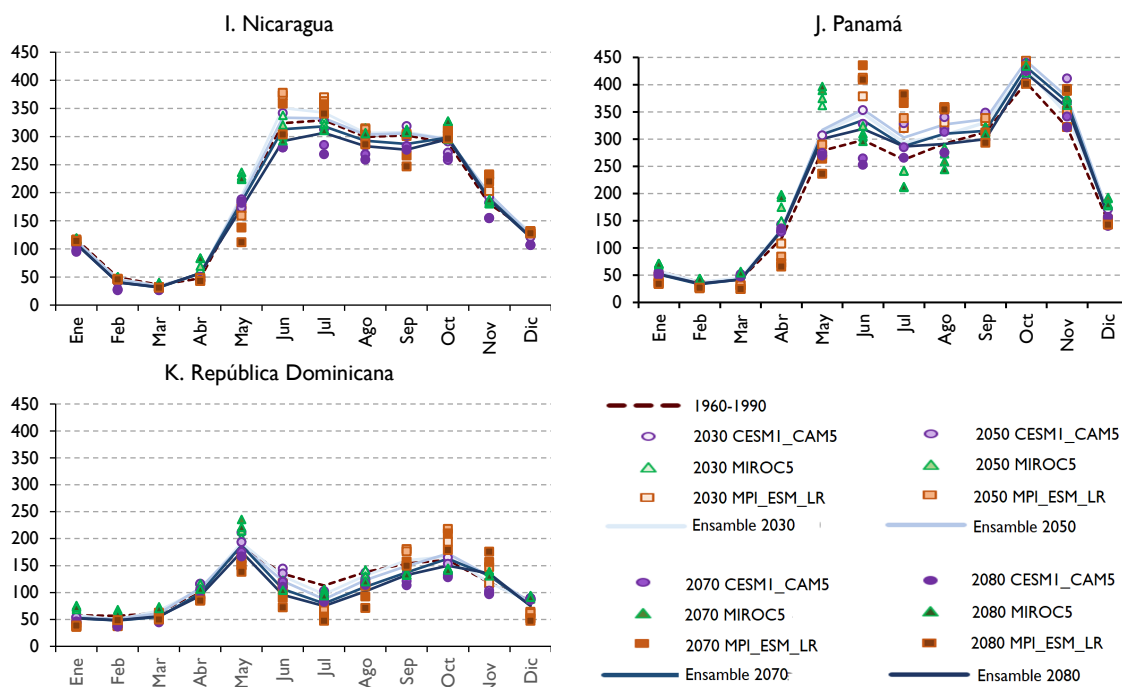 I. Nicaragua
450
400
350
300
250
200
150
100
50
0
Ene
Feb
Mar
Abr
May
Jun
Jul
Ago
Sep
Oct
Nov
Dic
J. Panamá
450
400
350
300
250
200
150
100
50
0
Ene
Feb
Mar
Abr
May
Jun
Jul
Ago
Sep
Oct
Nov
Dic
K. República Dominicana
450
400
350
300
250
200
150
100
50
0
Ene
Feb
Mar
Abr
May
Jun
Jul
Ago
Sep
Oct
Nov
Dic
1960-1990
2030 CESM1_CAM5
2050 CESM1_CAM5
2030 MIROC5
2050 MIROC5
2030 MPI_ESM_LR
2050 MPI_ESM_LR
Ensamble 2030
Ensamble 2050
2070 CESM1_CAM5
2080 CESM1_CAM5
2070 MIROC5
2080 MIROC5
2070 MPI_ESM_LR
2080 MPI_ESM_LR
Ensamble 2070
Ensamble 2080